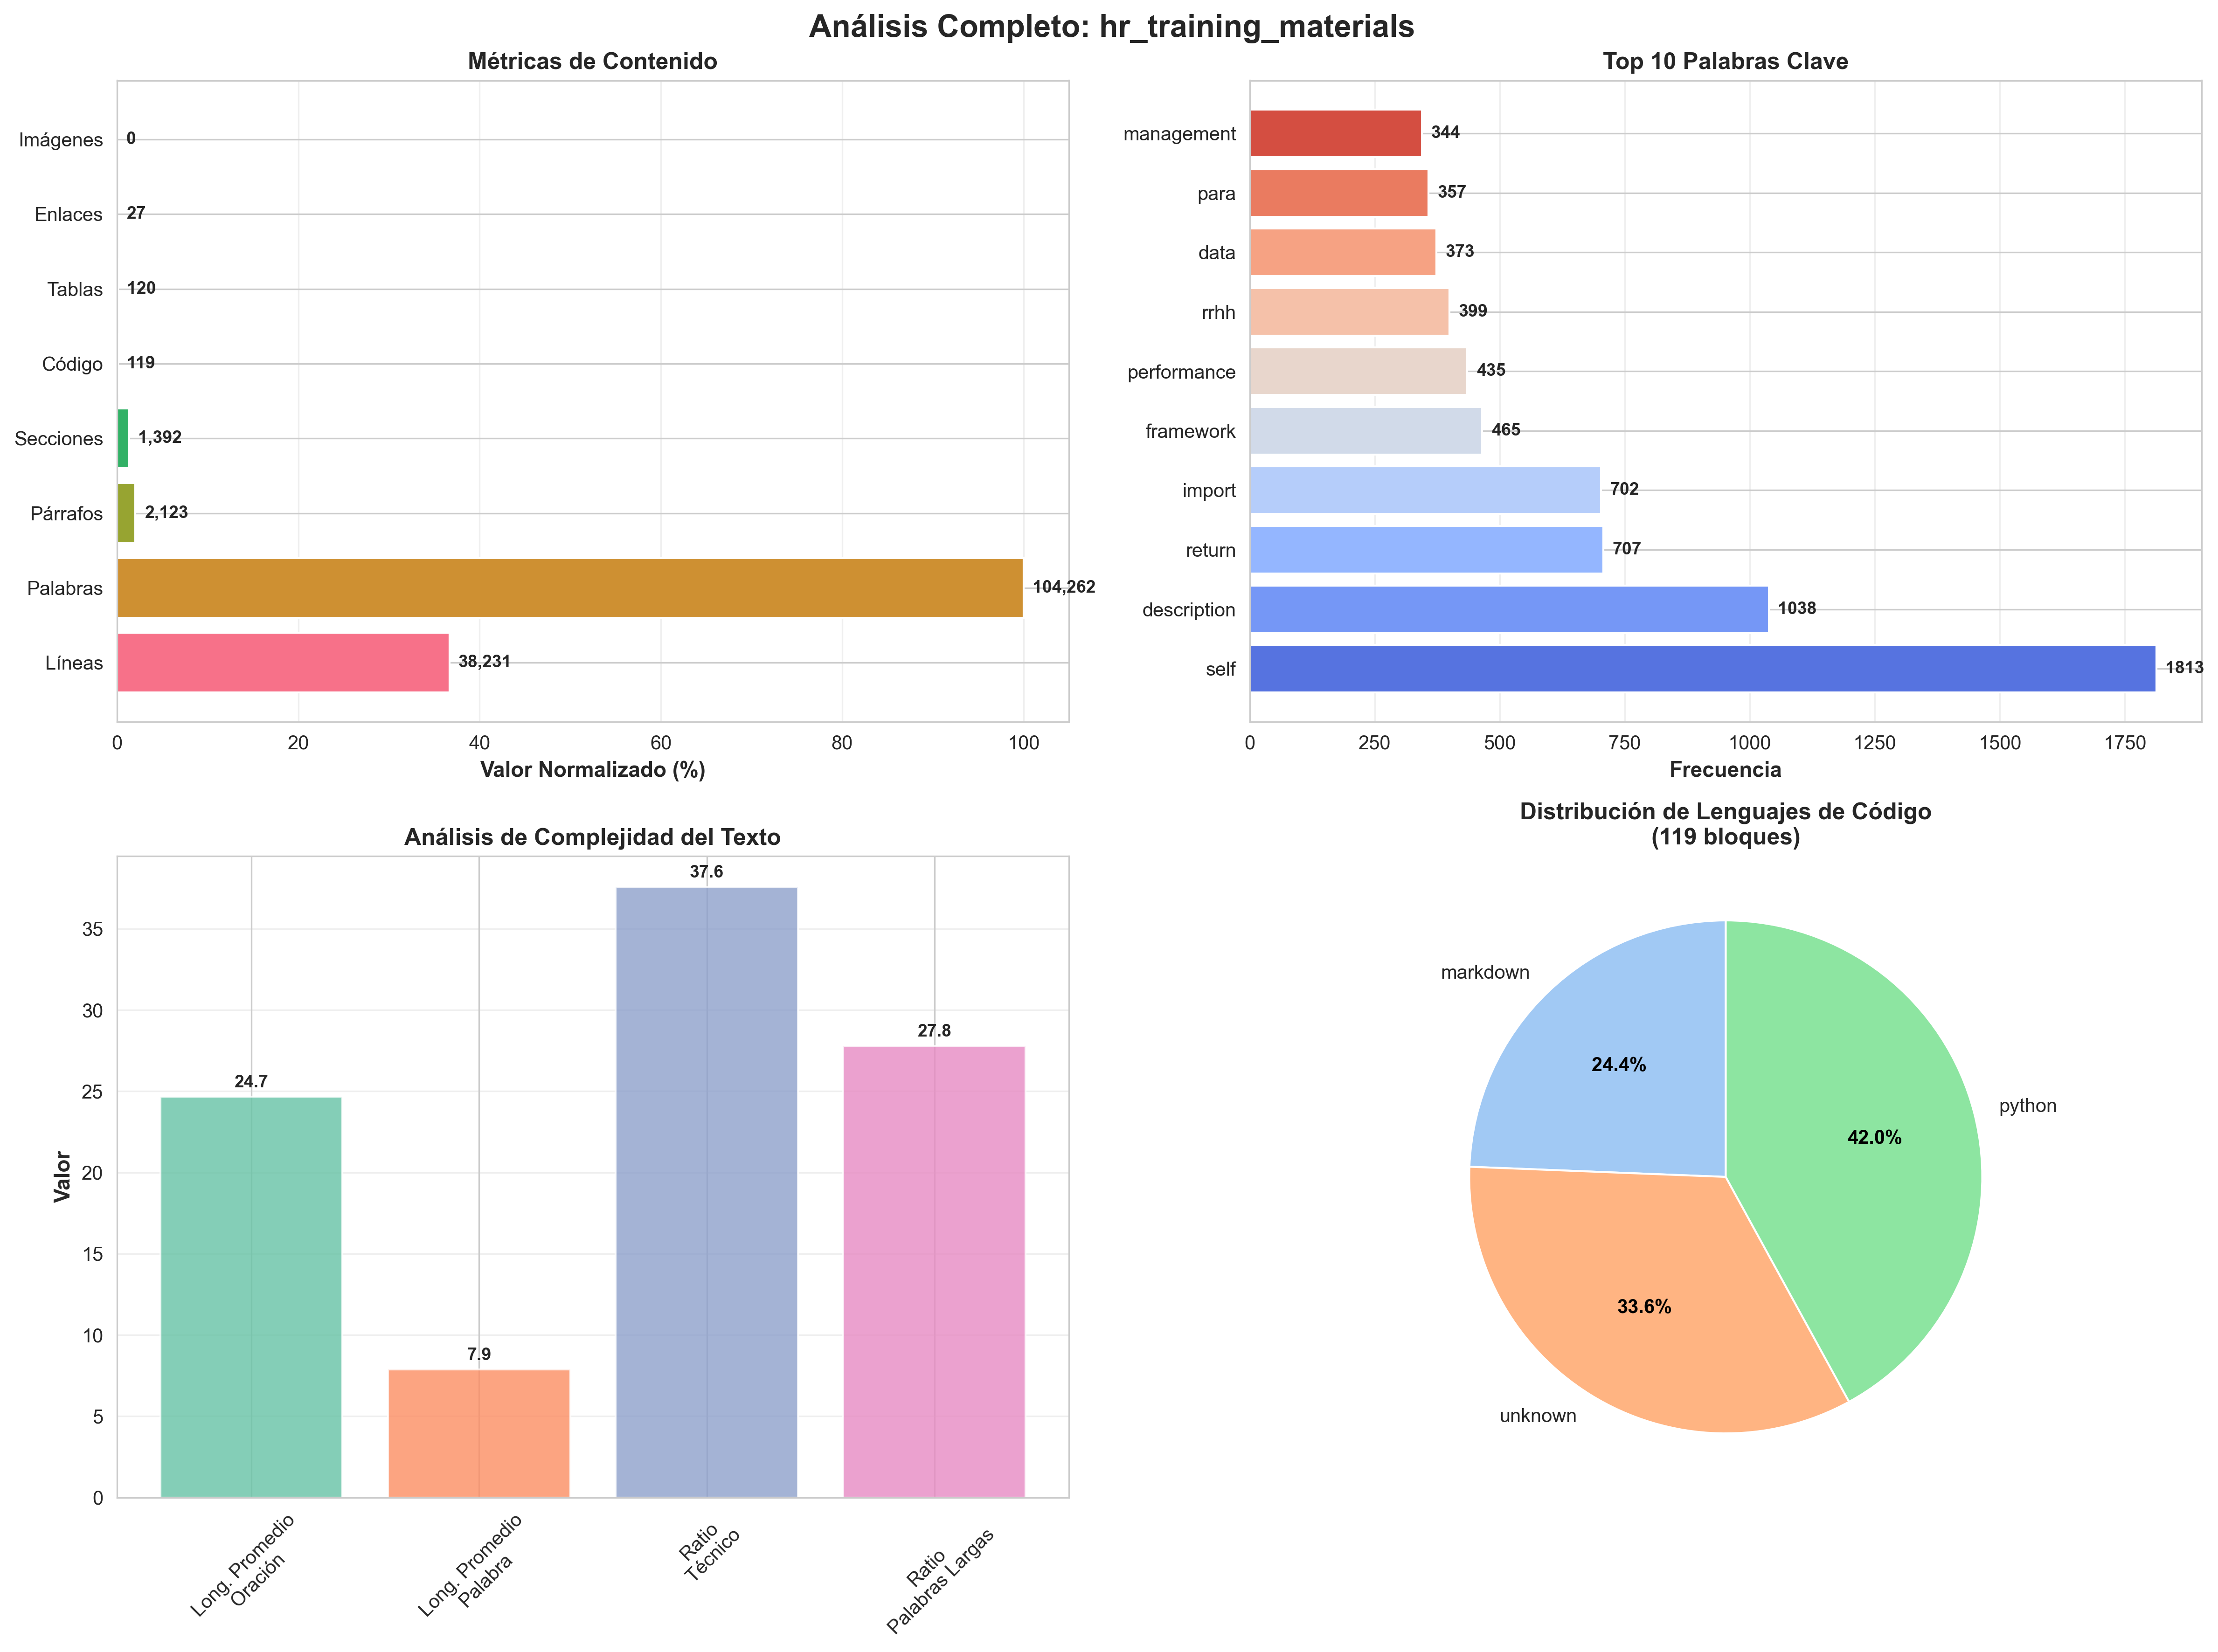 Análisis Completo: hr_training_materials
Métricas de Contenido
Imágenes
0
Enlaces
27
Tablas
120
Código
119
Secciones
1,392
Párrafos
2,123
Palabras
104,262
Líneas
38,231
0 20 40 60 80 100
Valor Normalizado (%)
Top 10 Palabras Clave
management
344
para
357
data
373
rrhh
399
performance
435
framework
465
import
702
return
707
description
1038
self
1813
0 250 500 750 1000 1250 1500 1750
Frecuencia
Análisis de Complejidad del Texto
Valor
35
30
25
20
15
10
5
0
24.7
7.9
37.6
27.8
Long. Promedio
Oración
Long. Promedio
Palabra
Ratio
Técnico
Ratio
Palabras Largas
Distribución de Lenguajes de Código
(119 bloques)
markdown
24.4%
python
42.0%
33.6%
unknown